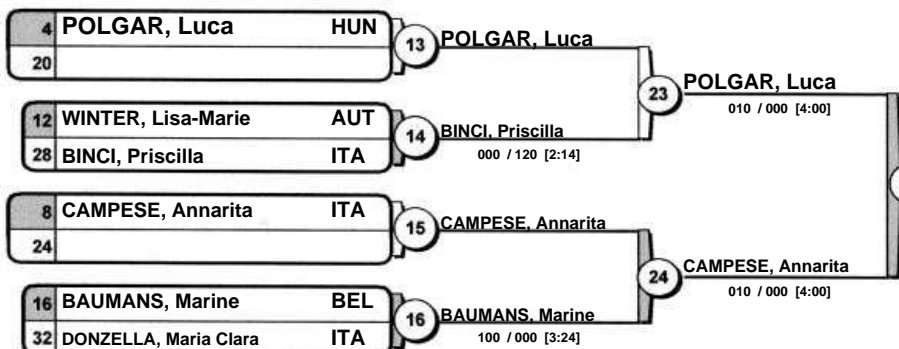 4 POLGAR, Luca HUN
20
13 POLGAR, Luca
12 WINTER, Lisa-Marie AUT
28 BINCI, Priscilla ITA
14 BINCI, Priscilla
000 / 120 [2:14]
23 POLGAR, Luca
010 / 000 [4:00]
8 CAMPESE, Annarita ITA
24
15 CAMPESE, Annarita
16 BAUMANS, Marine BEL
32 DONZELLA, Maria Clara ITA
16 BAUMANS, Marine
100 / 000 [3:24]
24 CAMPESE, Annarita
010 / 000 [4:00]